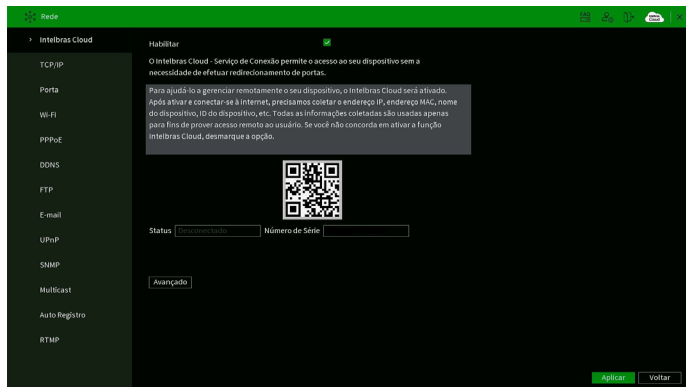 Rede
FAQ
Intelbras Cloud
Intelbras Cloud
TCP/IP
Porta
Wi-Fi
PPPoE
DDNS
FTP
E-mail
UPnP
SNMP
Multicast
Auto Registro
RTMP
Habilitar
O Intelbras Cloud - Serviço de Conexão permite o acesso ao seu dispositivo sem a
necessidade de efetuar redirecionamento de portas.
Para ajudá-lo a gerenciar remotamente o seu dispositivo, o Intelbras Cloud será ativado.
Após ativar e conectar-se à internet, precisamos coletar o endereço IP, endereço MAC, nome
do dispositivo, ID do dispositivo, etc. Todas as informações coletadas são usadas apenas
para fins de prover acesso remoto ao usuário. Se você não concorda em ativar a função
Intelbras Cloud, desmarque a opção.
Status Desconectado Número de Série
Avançado
Aplicar Voltar